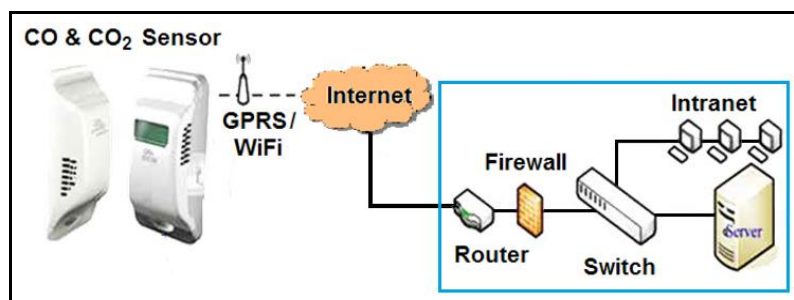 CO & CO₂ Sensor
GPRS/
WiFi
Internet
Intranet
Firewall
Router
Switch
Server